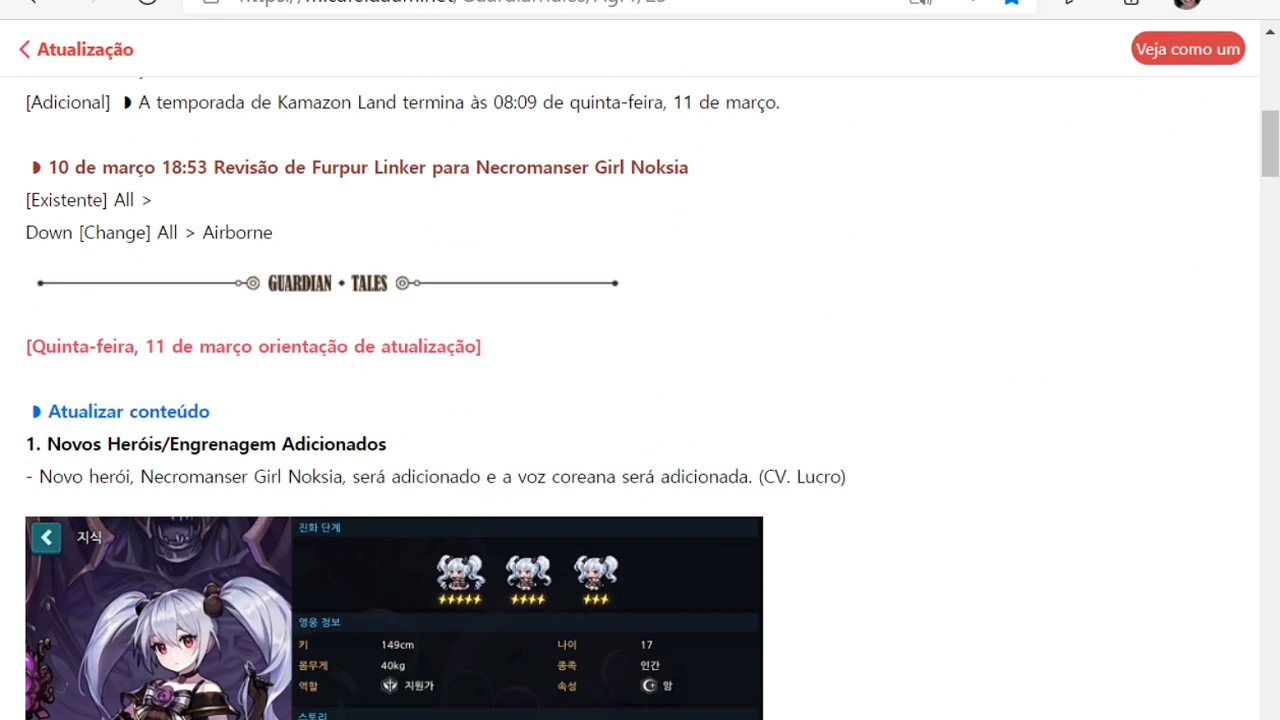 Atualização
Veja como um
[Adicional] ◗ A temporada de Kamazon Land termina às 08:09 de quinta-feira, 11 de março.
◗ 10 de março 18:53 Revisão de Furpur Linker para Necromanser Girl Noksia
[Existente] All >
Down [Change] All > Airborne
GUARDIAN • TALES
[Quinta-feira, 11 de março orientação de atualização]
◗ Atualizar conteúdo
1. Novos Heróis/Engrenagem Adicionados
- Novo herói, Necromanser Girl Noksia, será adicionado e a voz coreana será adicionada. (CV. Lucro)
지식
진화 단계
영웅 정보
키 149cm 나이 17
몸무게 40kg 종족 인간
역할 지원가 속성 암
스토리